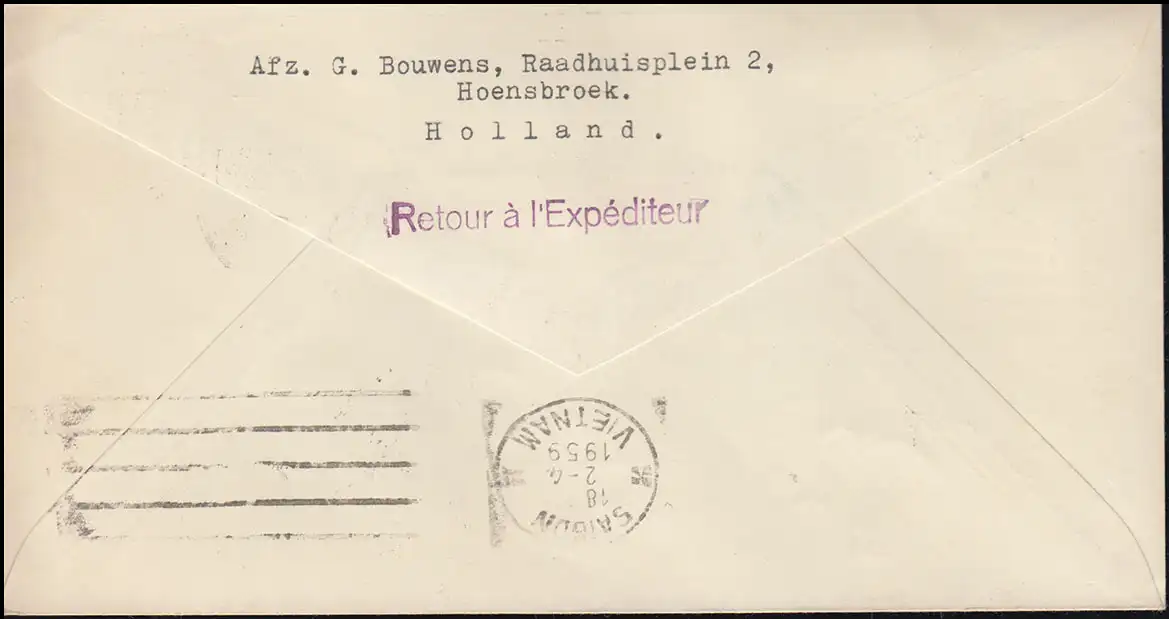 Afz. G. Bouwens, Raadhuisplein 2,
Hoensbroek.
Holland.
Retour à l'Expéditeur
SAIGON
18
2-4
1959
VIETNAM